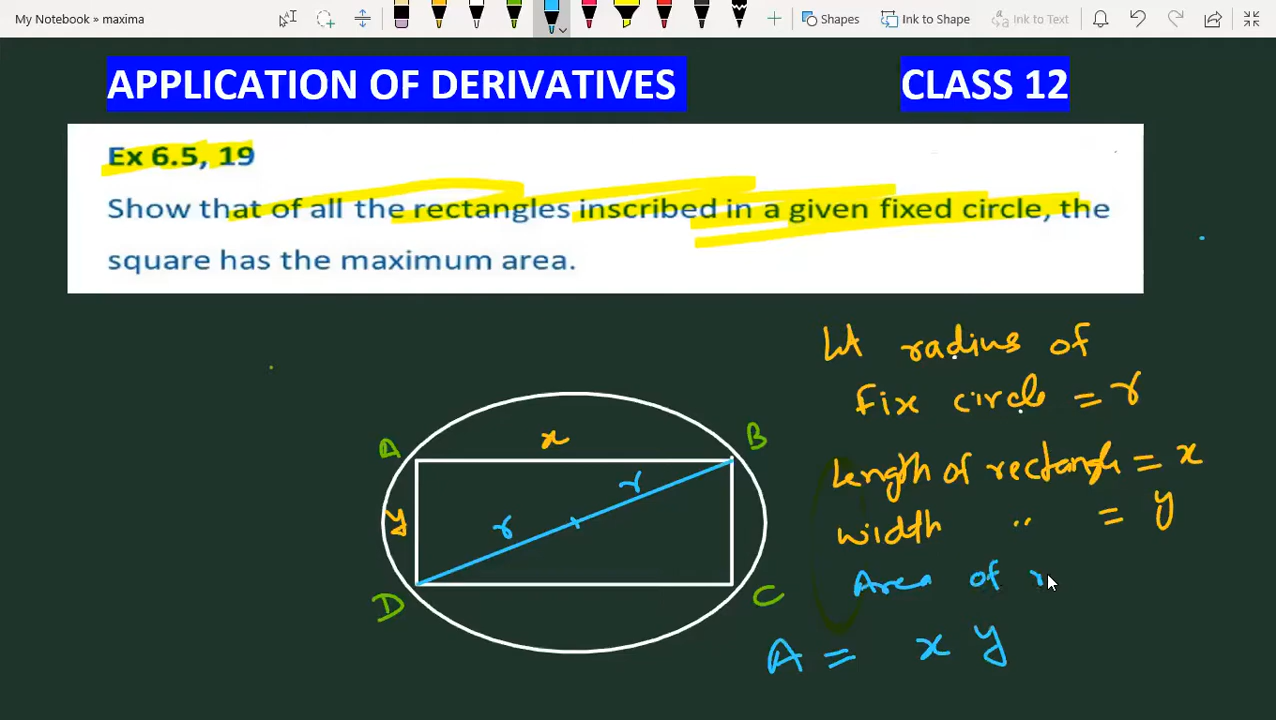 My Notebook » maxima
Shapes
Ink to Shape
Ink to Text
APPLICATION OF DERIVATIVES CLASS 12
Ex 6.5, 19
Show that of all the rectangles inscribed in a given fixed circle, the
square has the maximum area.
Let radius of
fix circle = r
Length of rectangle = x
width " = y
Area of r
A = x y
A x B
y r r
D C